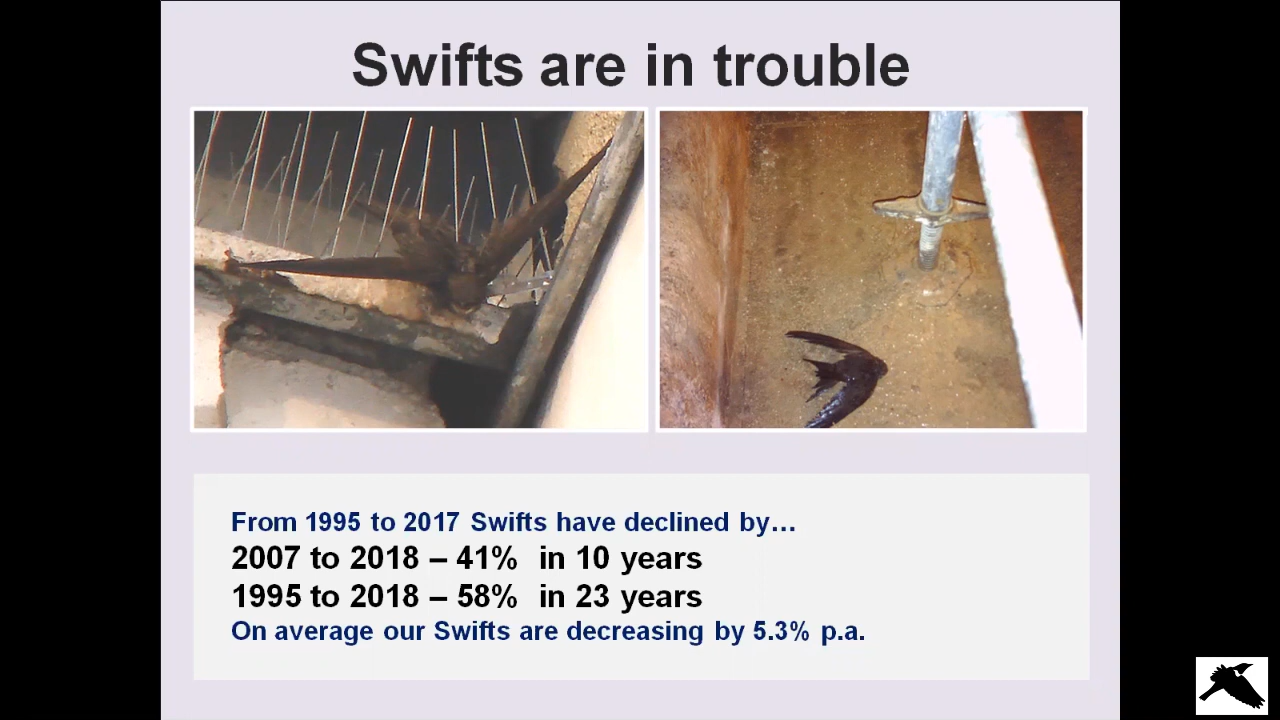 Swifts are in trouble
From 1995 to 2017 Swifts have declined by…
2007 to 2018 – 41%  in 10 years
1995 to 2018 – 58%  in 23 years
On average our Swifts are decreasing by 5.3% p.a.